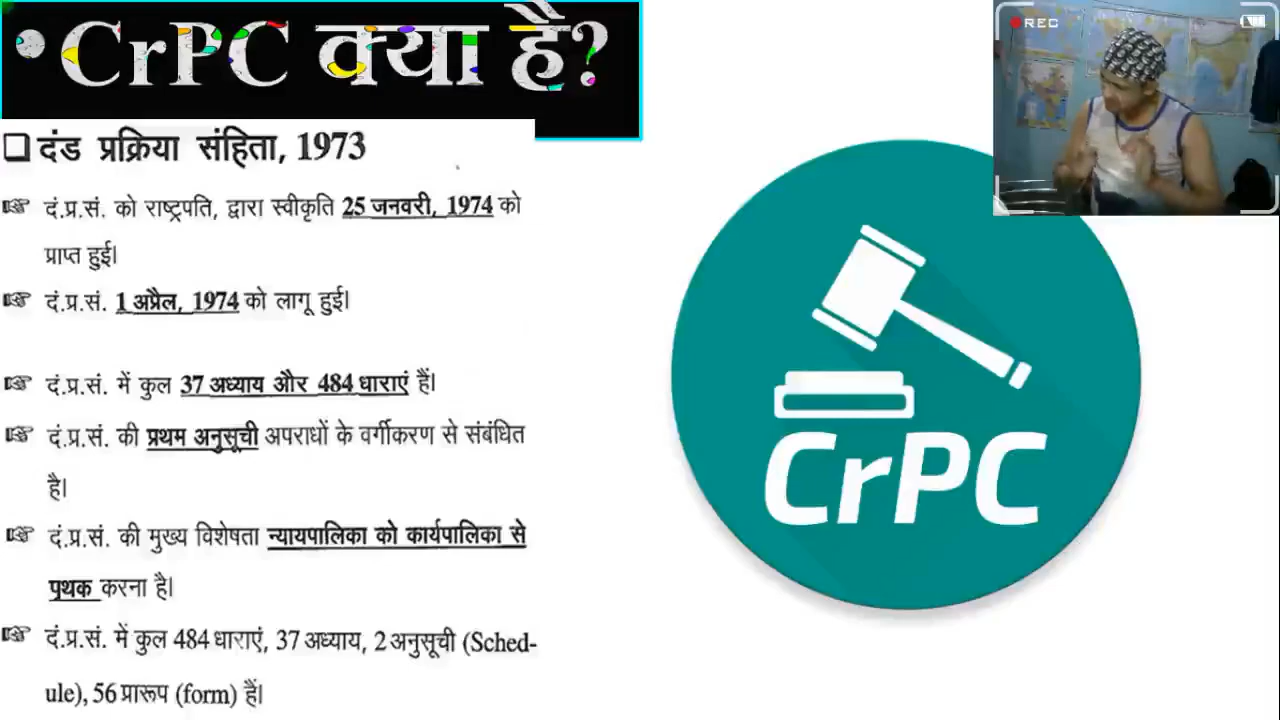 •CrPC क्या है?
REC
❑ दंड प्रक्रिया संहिता, 1973
☞ दं.प्र.सं. को राष्ट्रपति, द्वारा स्वीकृति 25 जनवरी, 1974 को
प्राप्त हुई।
☞ दं.प्र.सं. 1 अप्रैल, 1974 को लागू हुई।
☞ दं.प्र.सं. में कुल 37 अध्याय और 484 धाराएं हैं।
☞ दं.प्र.सं. की प्रथम अनुसूची अपराधों के वर्गीकरण से संबंधित
है।
☞ दं.प्र.सं. की मुख्य विशेषता न्यायपालिका को कार्यपालिका से
पृथक करना है।
☞ दं.प्र.सं. में कुल 484 धाराएं, 37 अध्याय, 2 अनुसूची (Sched-
ule), 56 प्रारूप (form) हैं।
CrPC